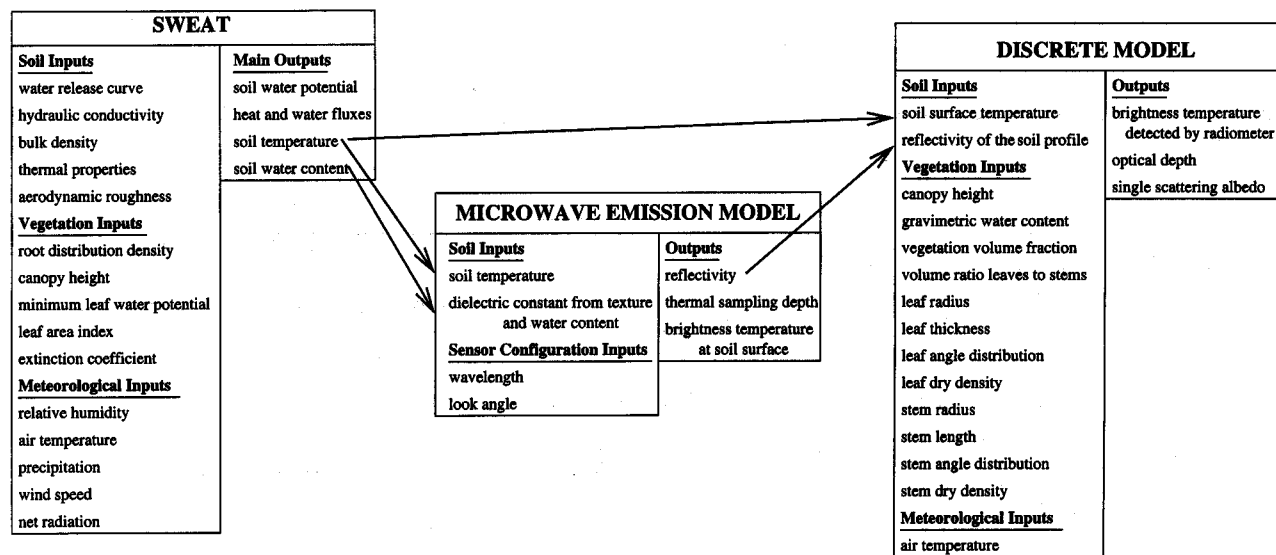 SWEAT
Soil Inputs
water release curve
hydraulic conductivity
bulk density
thermal properties
aerodynamic roughness
Vegetation Inputs
root distribution density
canopy height
minimum leaf water potential
leaf area index
extinction coefficient
Meteorological Inputs
relative humidity
air temperature
precipitation
wind speed
net radiation
Main Outputs
soil water potential
heat and water fluxes
soil temperature
soil water content
MICROWAVE EMISSION MODEL
Soil Inputs
soil temperature
dielectric constant from texture
and water content
Sensor Configuration Inputs
wavelength
look angle
Outputs
reflectivity
thermal sampling depth
brightness temperature
at soil surface
DISCRETE MODEL
Soil Inputs
soil surface temperature
reflectivity of the soil profile
Vegetation Inputs
canopy height
gravimetric water content
vegetation volume fraction
volume ratio leaves to stems
leaf radius
leaf thickness
leaf angle distribution
leaf dry density
stem radius
stem length
stem angle distribution
stem dry density
Meteorological Inputs
air temperature
Outputs
brightness temperature
detected by radiometer
optical depth
single scattering albedo